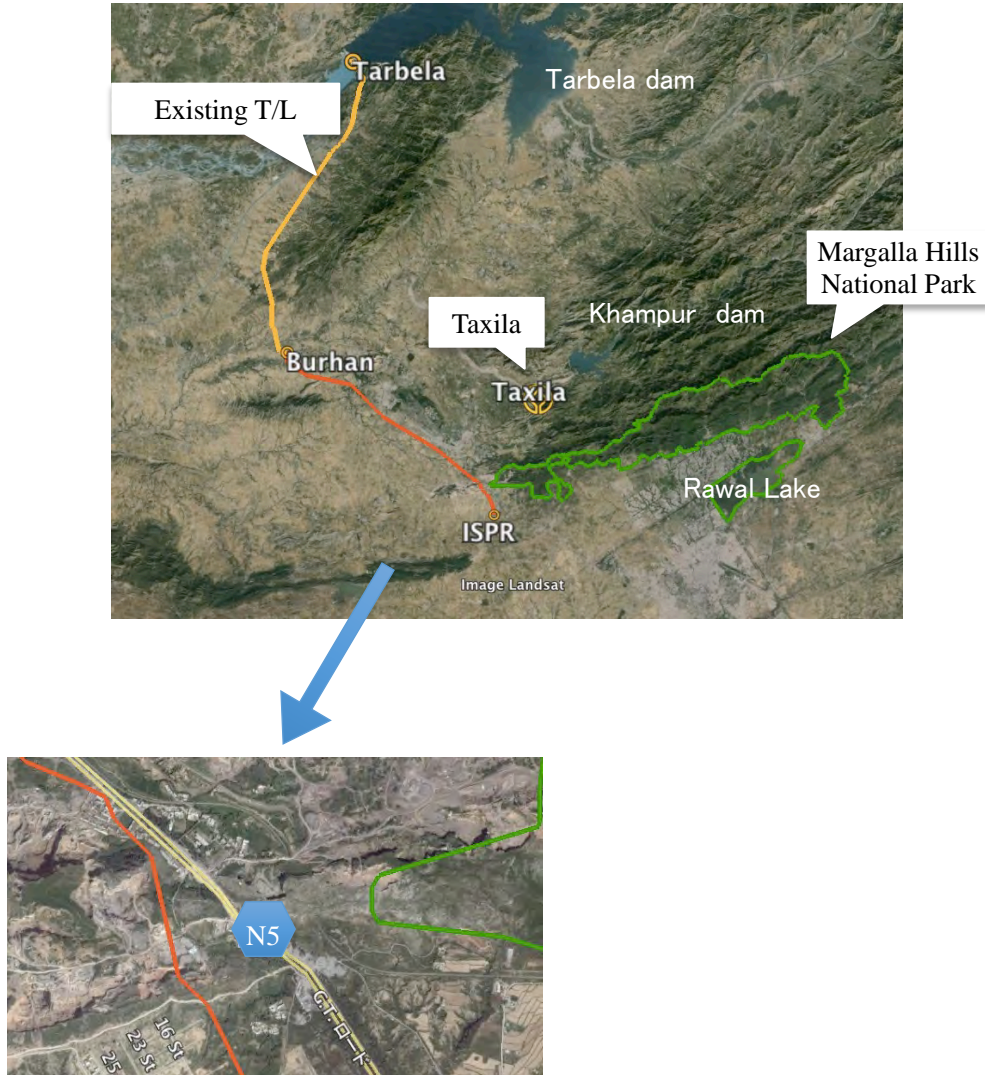 Tarbela
Tarbela dam
Existing T/L
Margalla Hills
National Park
Khampur dam
Taxila
Burhan
Taxila
Rawal Lake
ISPR
Image Landsat
N5
G.T. ロード
16 St
23 St
25